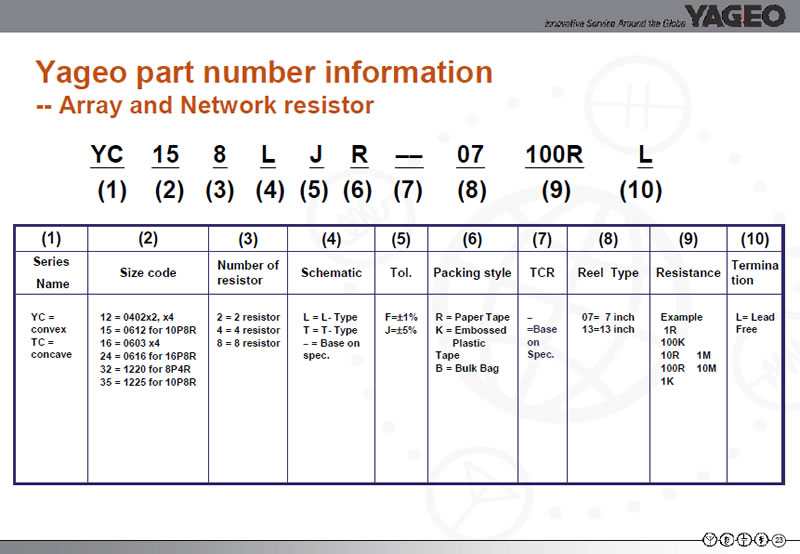 Innovative Service Around the Globe YAGEO
Yageo part number information
-- Array and Network resistor
YC 15 8 L J R –– 07 100R L
(1) (2) (3) (4) (5) (6) (7) (8) (9) (10)
(1) (2) (3) (4) (5) (6) (7) (8) (9) (10)
Series
Name
Size code
Number of
resistor
Schematic
Tol.
Packing style
TCR
Reel Type
Resistance
Termina
tion
YC =
convex
TC =
concave
12 = 0402x2, x4
15 = 0612 for 10P8R
16 = 0603 x4
24 = 0616 for 16P8R
32 = 1220 for 8P4R
35 = 1225 for 10P8R
2 = 2 resistor
4 = 4 resistor
8 = 8 resistor
L = L- Type
T = T- Type
– = Base on
spec.
F=±1%
J=±5%
R = Paper Tape
K = Embossed
Plastic
Tape
B = Bulk Bag
–
=Base
on
Spec.
07= 7 inch
13=13 inch
Example
1R
100K
10R 1M
100R 10M
1K
L= Lead
Free
23